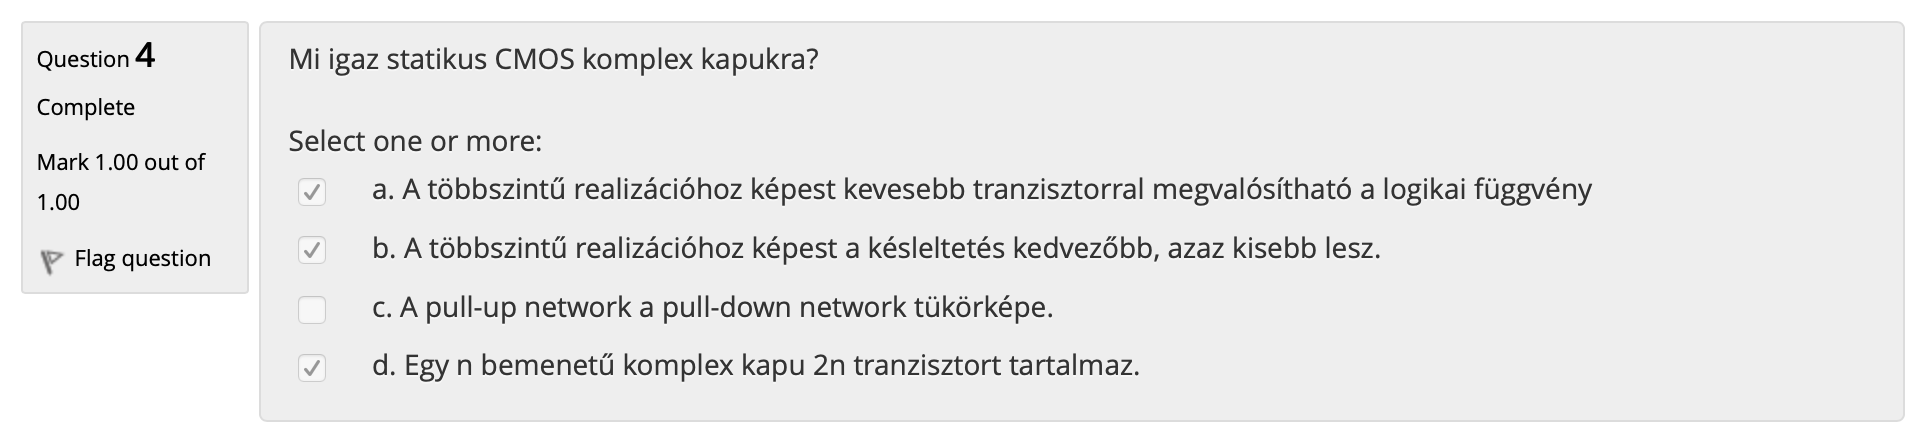 Question 4
Complete
Mark 1.00 out of
1.00
Flag question
Mi igaz statikus CMOS komplex kapukra?
Select one or more:
a. A többszintű realizációhoz képest kevesebb tranzisztorral megvalósítható a logikai függvény
b. A többszintű realizációhoz képest a késleltetés kedvezőbb, azaz kisebb lesz.
c. A pull-up network a pull-down network tükörképe.
d. Egy n bemenetű komplex kapu 2n tranzisztort tartalmaz.